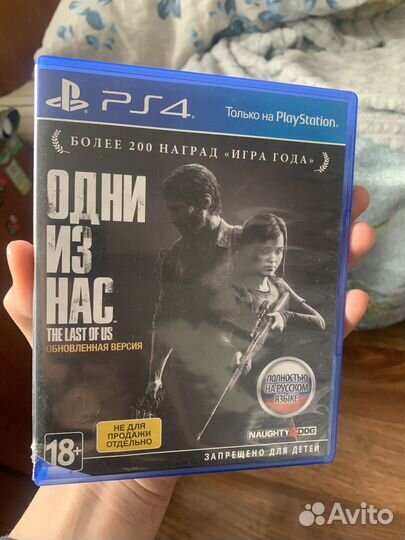 PS4
Только на PlayStation®
БОЛЕЕ 200 НАГРАД «ИГРА ГОДА»
ОДНИ
ИЗ
НАС
THE LAST OF US
ОБНОВЛЕННАЯ ВЕРСИЯ
ПОЛНОСТЬЮ
НА РУССКОМ
ЯЗЫКЕ
НЕ ДЛЯ
ПРОДАЖИ
ОТДЕЛЬНО
18+
NAUGHTY DOG
ЗАПРЕЩЕНО ДЛЯ ДЕТЕЙ
Avito